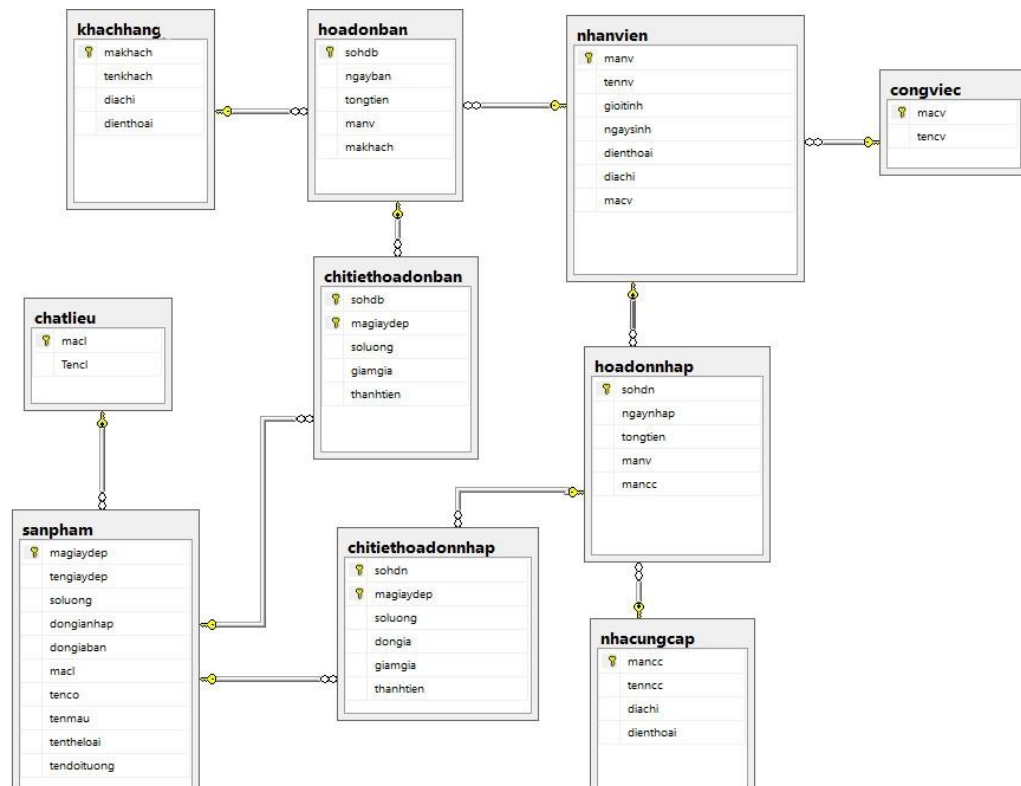 khachhang
makhach
tenkhach
diachi
dienthoai
hoadonban
sohdb
ngayban
tongtien
manv
makhach
nhanvien
manv
tennv
gioitinh
ngaysinh
dienthoai
diachi
macv
congviec
macv
tencv
chitiethoadonban
sohdb
magiaydep
soluong
giamgia
thanhtien
chatlieu
macl
Tencl
hoadonnhap
sohdn
ngaynhap
tongtien
manv
mancc
sanpham
magiaydep
tengiaydep
soluong
dongianhap
dongiaban
macl
tenco
tenmau
tentheloai
tendoituong
chitiethoadonnhap
sohdn
magiaydep
soluong
dongia
giamgia
thanhtien
nhacungcap
mancc
tenncc
diachi
dienthoai